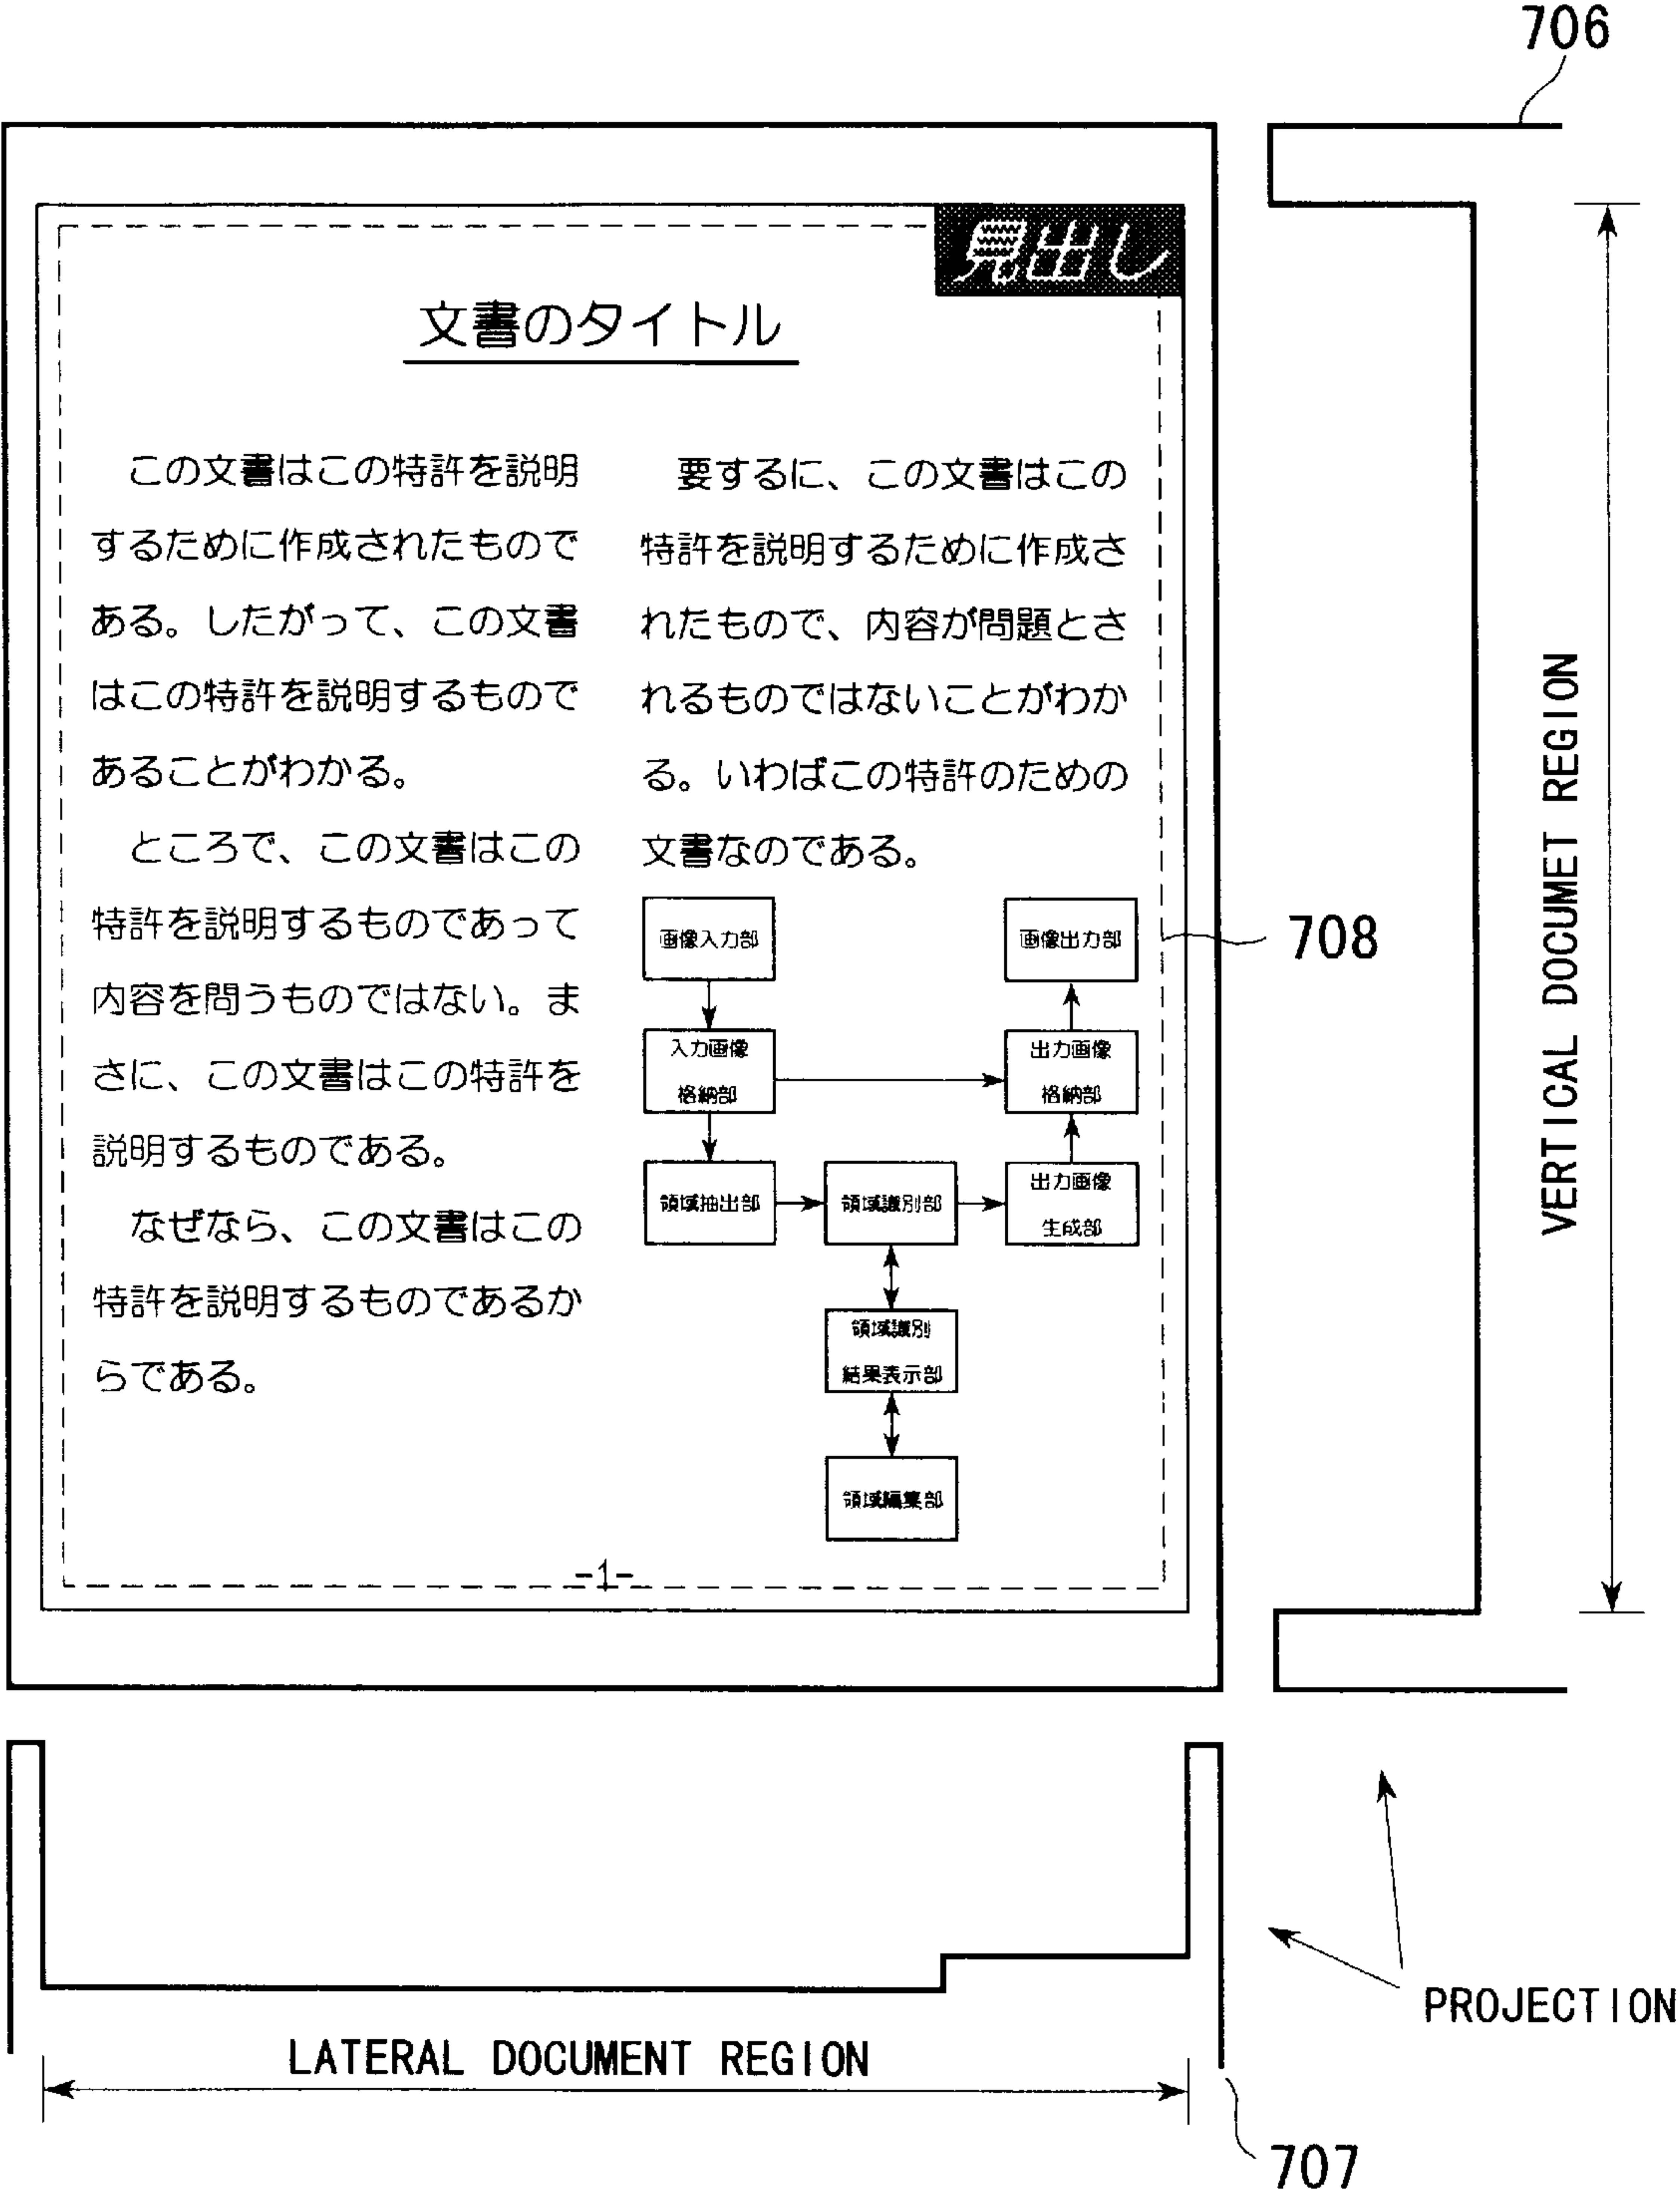 706
見出し
文書のタイトル
この文書はこの特許を説明
するために作成されたもので
ある。したがって、この文書
はこの特許を説明するもので
あることがわかる。
ところで、この文書はこの
特許を説明するものであって
内容を問うものではない。ま
さに、この文書はこの特許を
説明するものである。
なぜなら、この文書はこの
特許を説明するものであるか
らである。
要するに、この文書はこの
特許を説明するために作成さ
れたもので、内容が問題とさ
れるものではないことがわか
る。いわばこの特許のための
文書なのである。
画像入力部
画像出力部
入力画像
格納部
出力画像
格納部
領域抽出部
領域識別部
出力画像
生成部
領域識別
結果表示部
領域編集部
-1-
708
VERTICAL DOCUMET REGION
LATERAL DOCUMENT REGION
PROJECTION
707